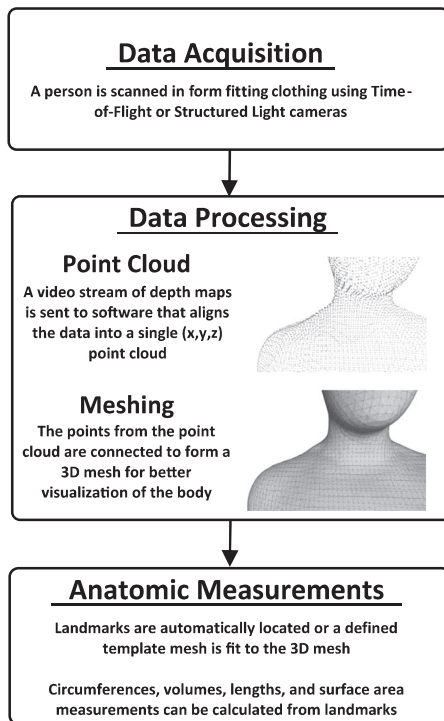 Data Acquisition
A person is scanned in form fitting clothing using Time-
of-Flight or Structured Light cameras
Data Processing
Point Cloud
A video stream of depth maps
is sent to software that aligns
the data into a single (x,y,z)
point cloud
Meshing
The points from the point
cloud are connected to form a
3D mesh for better
visualization of the body
Anatomic Measurements
Landmarks are automatically located or a defined
template mesh is fit to the 3D mesh
Circumferences, volumes, lengths, and surface area
measurements can be calculated from landmarks